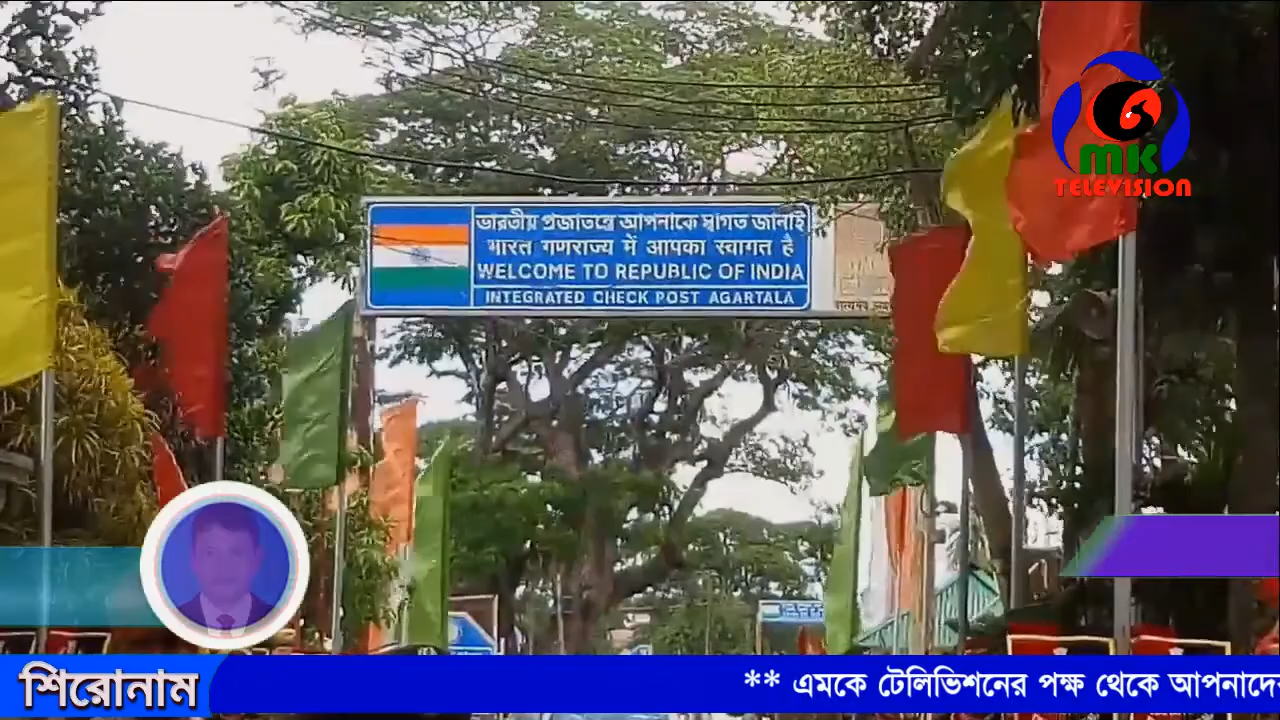 MK
TELEVISION
ভারতীয় প্রজাতন্ত্রে আপনাকে স্বাগত জানাই
भारत गणराज्य में आपका स्वागत है
WELCOME TO REPUBLIC OF INDIA
INTEGRATED CHECK POST AGARTALA
শিরোনাম
** এমকে টেলিভিশনের পক্ষ থেকে আপনাদের